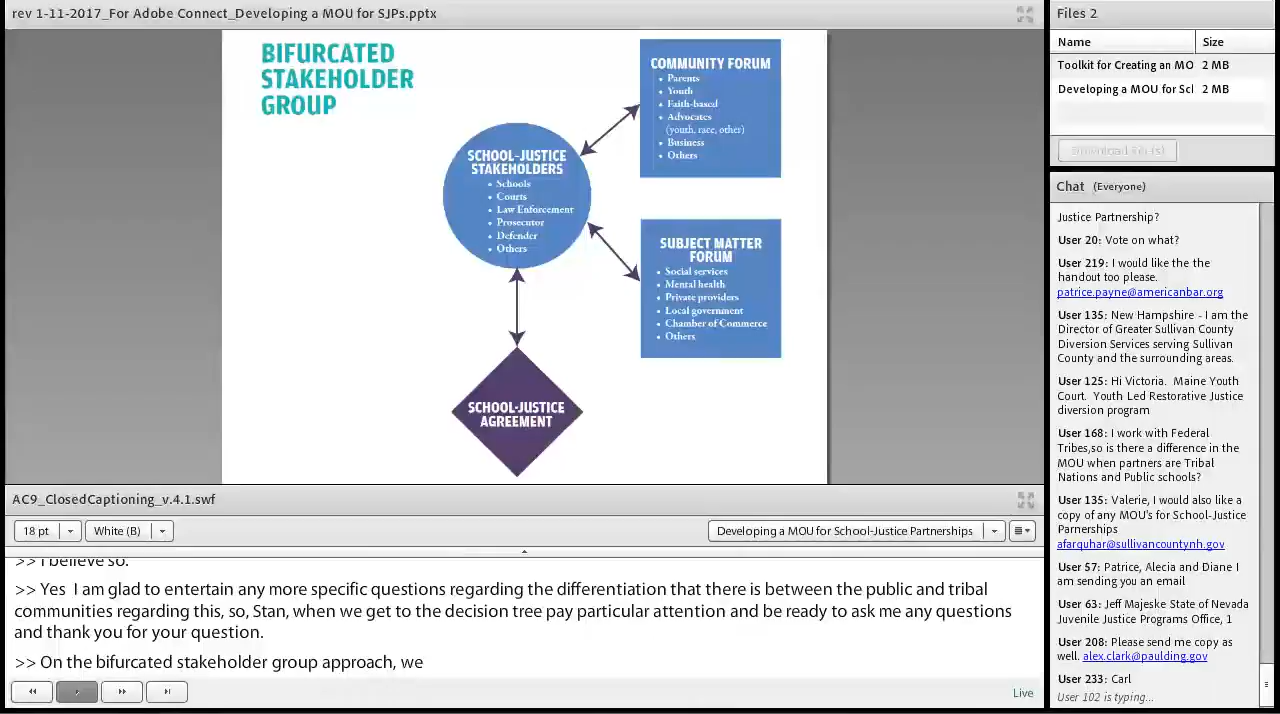 rev 1-11-2017_For Adobe Connect_Developing a MOU for SJPs.pptx
BIFURCATED
STAKEHOLDER
GROUP
COMMUNITY FORUM
• Parents
• Youth
• Faith-based
• Advocates
(youth, race, other)
• Business
• Others
SCHOOL-JUSTICE
STAKEHOLDERS
• Schools
• Courts
• Law Enforcement
• Prosecutor
• Defender
• Others
SUBJECT MATTER
FORUM
• Social services
• Mental health
• Private providers
• Local government
• Chamber of Commerce
• Others
SCHOOL-JUSTICE
AGREEMENT
AC9_ClosedCaptioning_v.4.1.swf
18 pt
White (B)
Developing a MOU for School-Justice Partnerships
>> I believe so.
>> Yes I am glad to entertain any more specific questions regarding the differentiation that there is between the public and tribal
communities regarding this, so, Stan, when we get to the decision tree pay particular attention and be ready to ask me any questions
and thank you for your question.
>> On the bifurcated stakeholder group approach, we
Live
Files 2
Name Size
Toolkit for Creating an MO 2 MB
Developing a MOU for Scl 2 MB
Download File(s)
Chat (Everyone)
Justice Partnership?
User 20: Vote on what?
User 219: I would like the the
handout too please.
patrice.payne@americanbar.org
User 135: New Hampshire - I am the
Director of Greater Sullivan County
Diversion Services serving Sullivan
County and the surrounding areas.
User 125: Hi Victoria. Maine Youth
Court. Youth Led Restorative Justice
diversion program
User 168: I work with Federal
Tribes,so is there a difference in the
MOU when partners are Tribal
Nations and Public schools?
User 135: Valerie, I would also like a
copy of any MOU's for School-Justice
Parnerships
afarquhar@sullivancountynh.gov
User 57: Patrice, Alecia and Diane I
am sending you an email
User 63: Jeff Majeske State of Nevada
Juvenile Justice Programs Office, 1
User 208: Please send me copy as
well. alex.clark@paulding.gov
User 233: Carl
User 102 is typing...